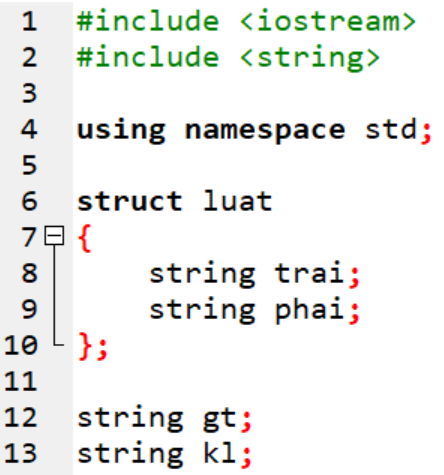 1 #include <iostream>
2 #include <string>
3
4 using namespace std;
5
6 struct luat
7 {
8 string trai;
9 string phai;
10 };
11
12 string gt;
13 string kl;